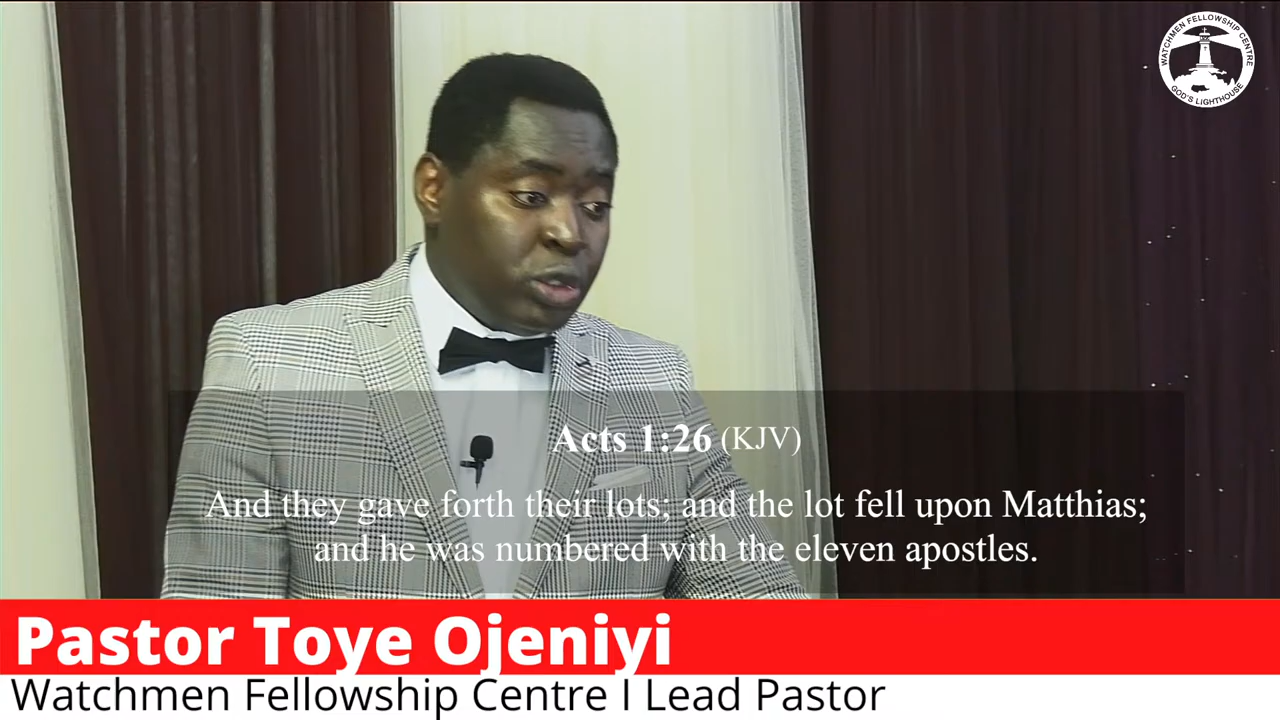 WATCHMEN FELLOWSHIP CENTRE
GOD'S LIGHTHOUSE
Acts 1:26 (KJV)
And they gave forth their lots; and the lot fell upon Matthias;
and he was numbered with the eleven apostles.
Pastor Toye Ojeniyi
Watchmen Fellowship Centre I Lead Pastor